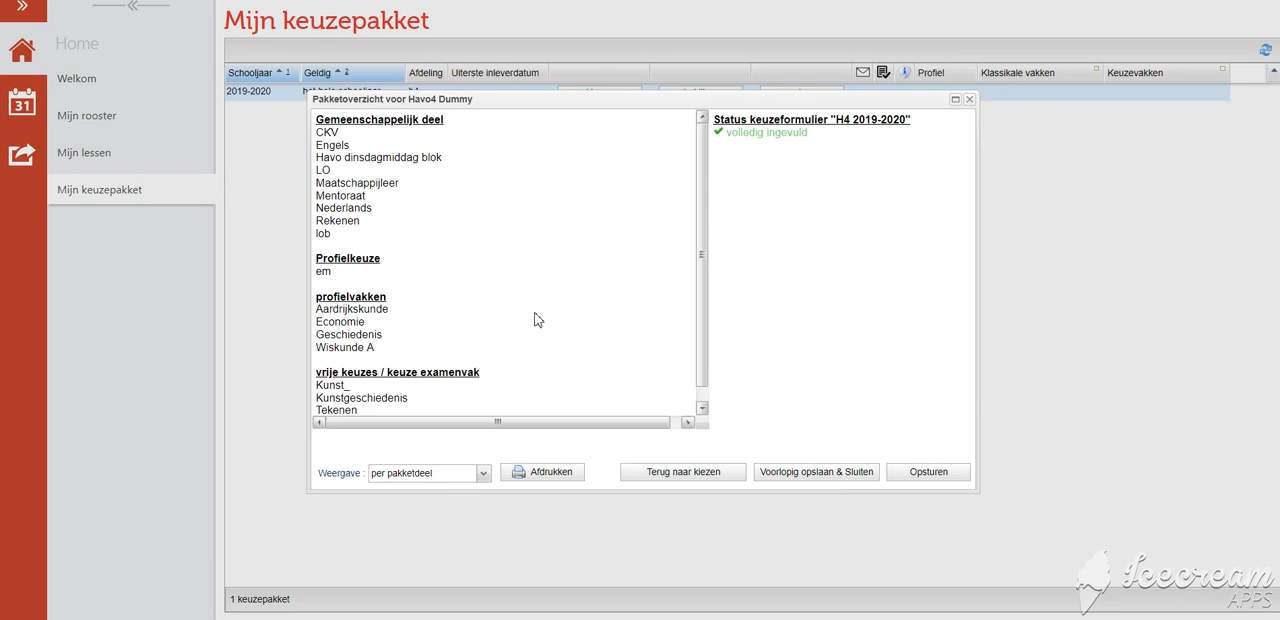 Mijn keuzepakket
Home
Welkom
Mijn rooster
31
Mijn lessen
Mijn keuzepakket
Schooljaar 1 Geldig 2 Afdeling Uiterste inleverdatum Profiel Klassikale vakken Keuzevakken
2019-2020
Pakketoverzicht voor Havo4 Dummy
Gemeenschappelijk deel
CKV
Engels
Havo dinsdagmiddag blok
LO
Maatschappijleer
Mentoraat
Nederlands
Rekenen
lob
Profielkeuze
em
profielvakken
Aardrijkskunde
Economie
Geschiedenis
Wiskunde A
vrije keuzes / keuze examenvak
Kunst_
Kunstgeschiedenis
Tekenen
Status keuzeformulier "H4 2019-2020"
volledig ingevuld
Weergave : per pakketdeel Afdrukken Terug naar kiezen Voorlopig opslaan & Sluiten Opsturen
1 keuzepakket
Icecream
APPS